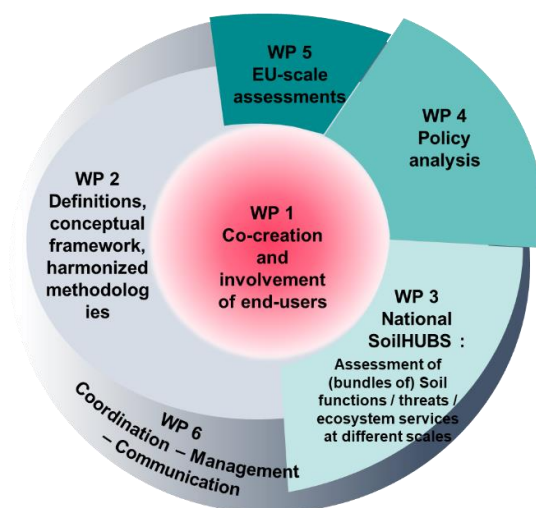 WP 5
EU-scale
assessments
WP 4
Policy
analysis
WP 2
Definitions,
conceptual
framework,
harmonized
methodolog
ies
WP 1
Co-creation
and
involvement
of end-users
WP 3
National
SoilHUBS :
Assessment of
(bundles of) Soil
functions / threats /
ecosystem services
at different scales
WP 6
Coordination – Management
– Communication